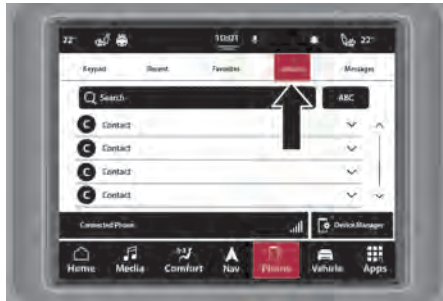 22° 10:01 22°
Keypad Recent Favorites Messages
Search ABC
C Contact
C Contact
C Contact
C Contact
Connected Phone Device Manager
Home Media Comfort Nav Phone Vehicle Apps